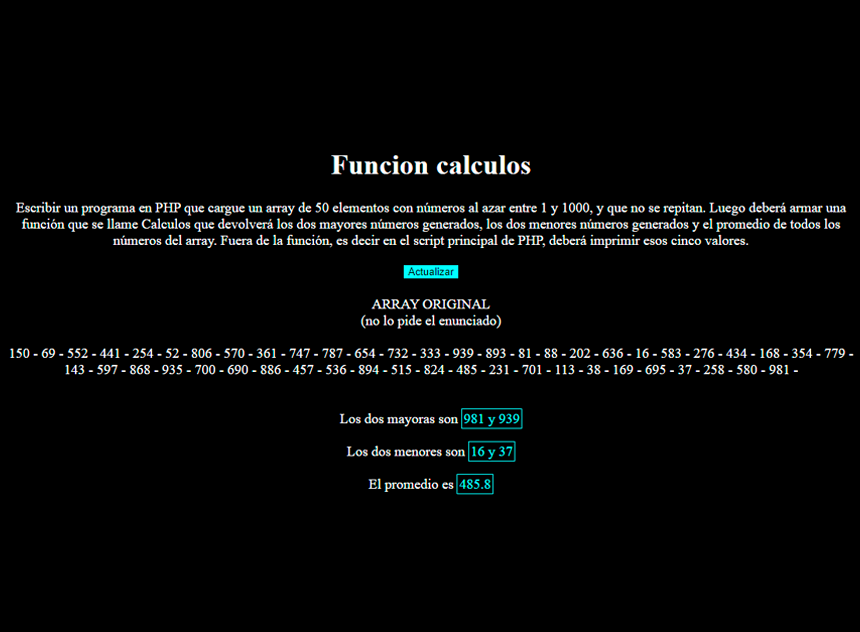 Funcion calculos
Escribir un programa en PHP que cargue un array de 50 elementos con números al azar entre 1 y 1000, y que no se repitan. Luego deberá armar una
función que se llame Calculos que devolverá los dos mayores números generados, los dos menores números generados y el promedio de todos los
números del array. Fuera de la función, es decir en el script principal de PHP, deberá imprimir esos cinco valores.
Actualizar
ARRAY ORIGINAL
(no lo pide el enunciado)
150 - 69 - 552 - 441 - 254 - 52 - 806 - 570 - 361 - 747 - 787 - 654 - 732 - 333 - 939 - 893 - 81 - 88 - 202 - 636 - 16 - 583 - 276 - 434 - 168 - 354 - 779 -
143 - 597 - 868 - 935 - 700 - 690 - 886 - 457 - 536 - 894 - 515 - 824 - 485 - 231 - 701 - 113 - 38 - 169 - 695 - 37 - 258 - 580 - 981 -
Los dos mayoras son 981 y 939
Los dos menores son 16 y 37
El promedio es 485.8